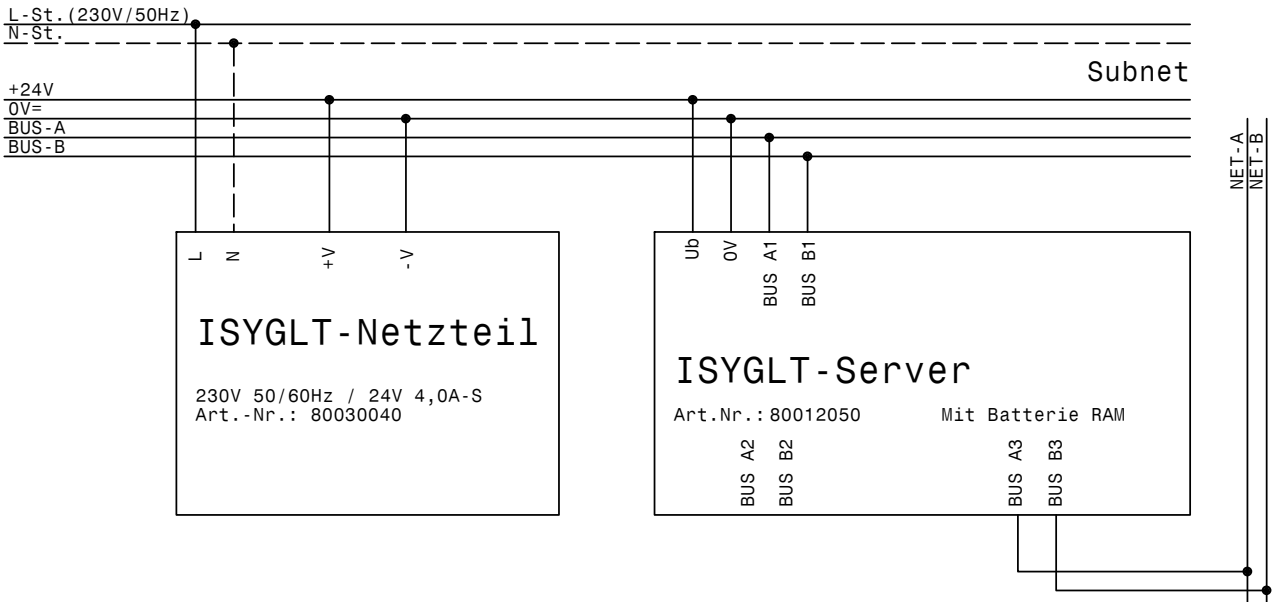 L-St.(230V/50Hz)
N-St.
Subnet
+24V
0V=
BUS-A
BUS-B
NET-A
NET-B
L
N
+V
-V
ISYGLT-Netzteil
230V 50/60Hz / 24V 4,0A-S
Art.-Nr.: 80030040
Ub
0V
BUS A1
BUS B1
ISYGLT-Server
Art.Nr.:80012050 Mit Batterie RAM
BUS A2
BUS B2
BUS A3
BUS B3